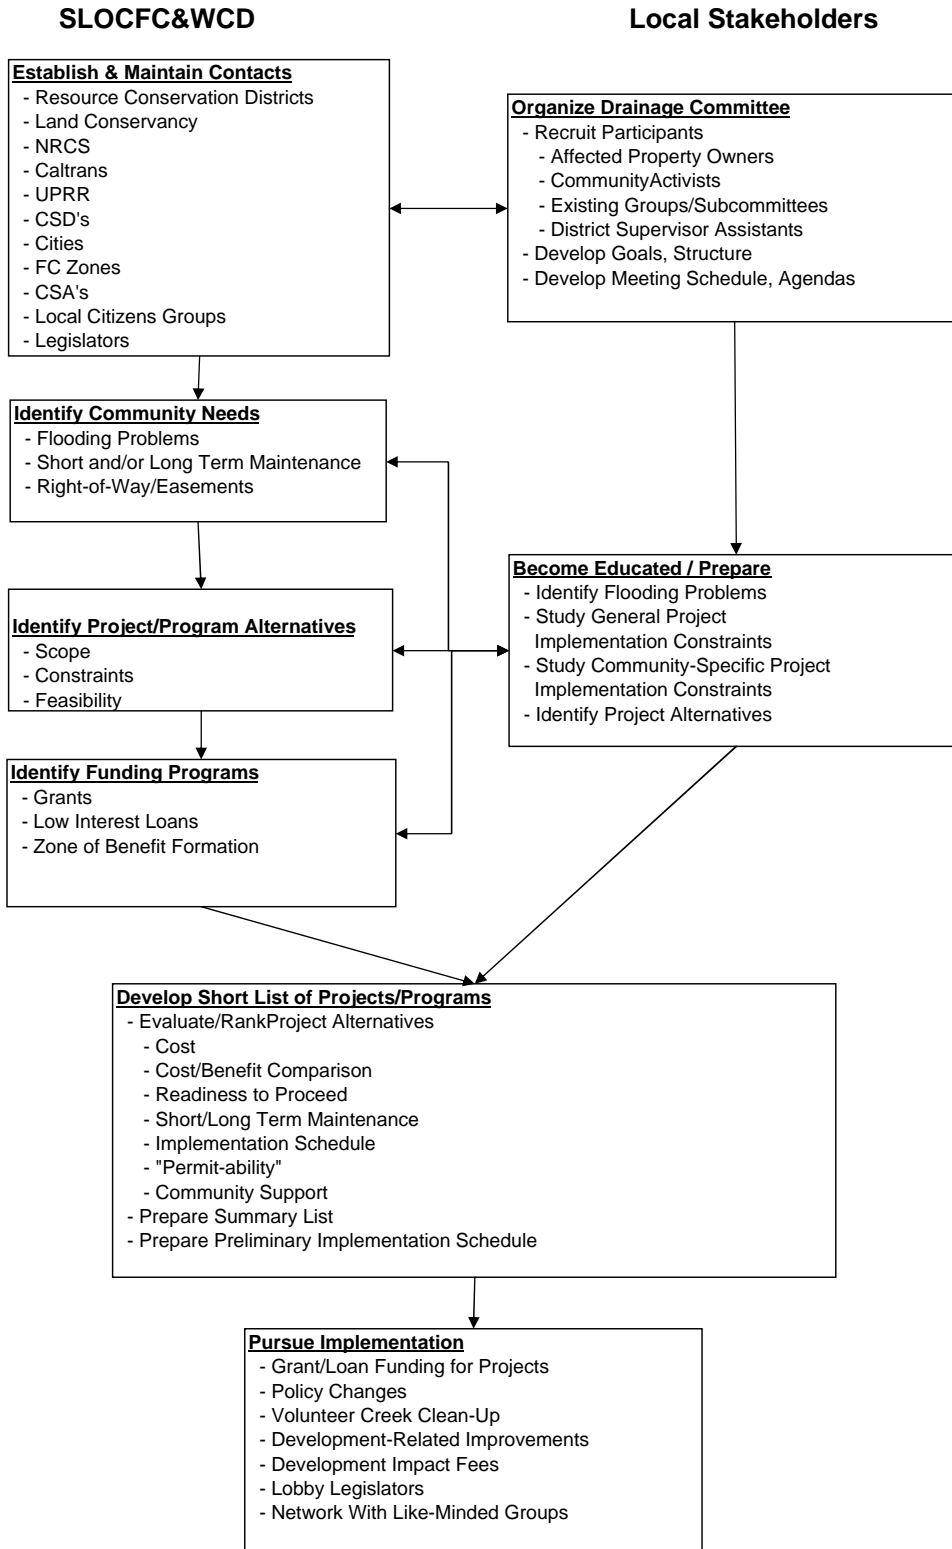 SLOCFC&WCD
Local Stakeholders
Establish & Maintain Contacts
- Resource Conservation Districts
- Land Conservancy
- NRCS
- Caltrans
- UPRR
- CSD's
- Cities
- FC Zones
- CSA's
- Local Citizens Groups
- Legislators
Organize Drainage Committee
- Recruit Participants
- Affected Property Owners
- CommunityActivists
- Existing Groups/Subcommittees
- District Supervisor Assistants
- Develop Goals, Structure
- Develop Meeting Schedule, Agendas
Identify Community Needs
- Flooding Problems
- Short and/or Long Term Maintenance
- Right-of-Way/Easements
Become Educated / Prepare
- Identify Flooding Problems
- Study General Project
Implementation Constraints
- Study Community-Specific Project
Implementation Constraints
- Identify Project Alternatives
Identify Project/Program Alternatives
- Scope
- Constraints
- Feasibility
Identify Funding Programs
- Grants
- Low Interest Loans
- Zone of Benefit Formation
Develop Short List of Projects/Programs
- Evaluate/RankProject Alternatives
- Cost
- Cost/Benefit Comparison
- Readiness to Proceed
- Short/Long Term Maintenance
- Implementation Schedule
- "Permit-ability"
- Community Support
- Prepare Summary List
- Prepare Preliminary Implementation Schedule
Pursue Implementation
- Grant/Loan Funding for Projects
- Policy Changes
- Volunteer Creek Clean-Up
- Development-Related Improvements
- Development Impact Fees
- Lobby Legislators
- Network With Like-Minded Groups